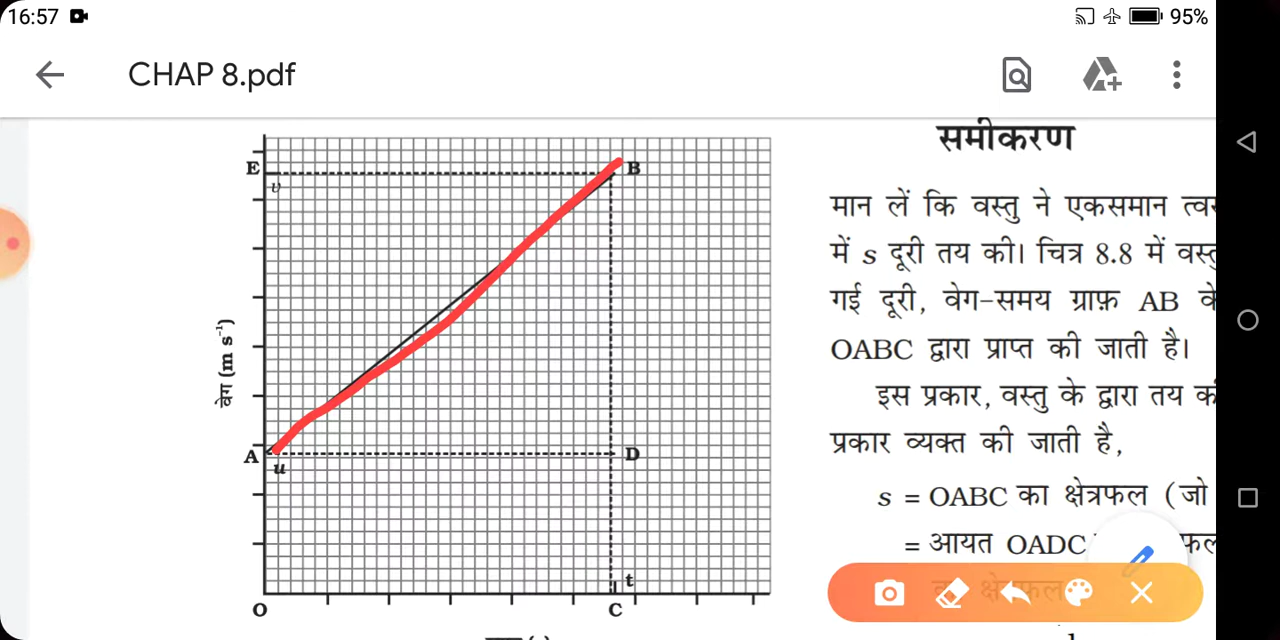 16:57
95%
CHAP 8.pdf
E
B
υ
वेग (m s⁻¹)
A
D
u
t
O
C
समीकरण
मान लें कि वस्तु ने एकसमान
में s दूरी तय की। चित्र 8.8 में
गई दूरी, वेग-समय ग्राफ़ AB
OABC द्वारा प्राप्त की जाती है।
इस प्रकार, वस्तु के द्वारा तय
प्रकार व्यक्त की जाती है,
s = OABC का क्षेत्रफल (जो
= आयत OADC